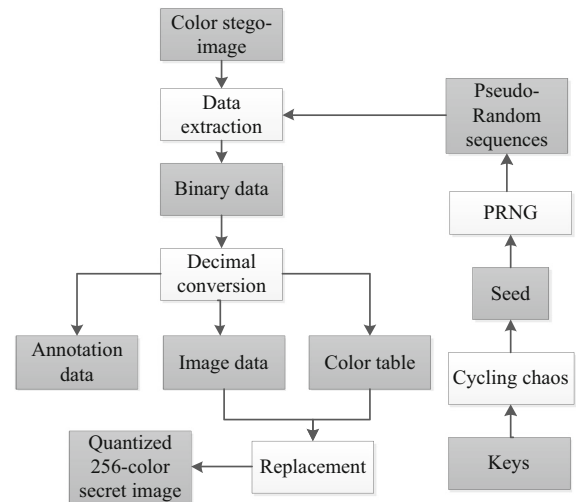 Color stego-
image
Data
extraction
Pseudo-
Random
sequences
Binary data
PRNG
Decimal
conversion
Seed
Annotation
data
Image data
Color table
Cycling chaos
Quantized
256-color
secret image
Replacement
Keys